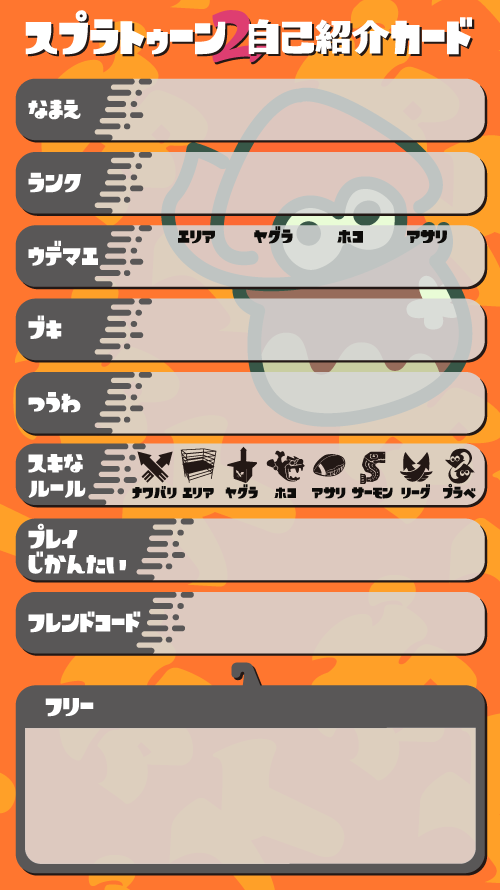 スプラトゥーン2自己紹介カード
なまえ
ランク
ウデマエ
エリア ヤグラ ホコ アサリ
ブキ
つうわ
スキな
ルール
ナワバリ エリア ヤグラ ホコ アサリ サーモン リーグ プラベ
プレイ
じかんたい
フレンドコード
フリー